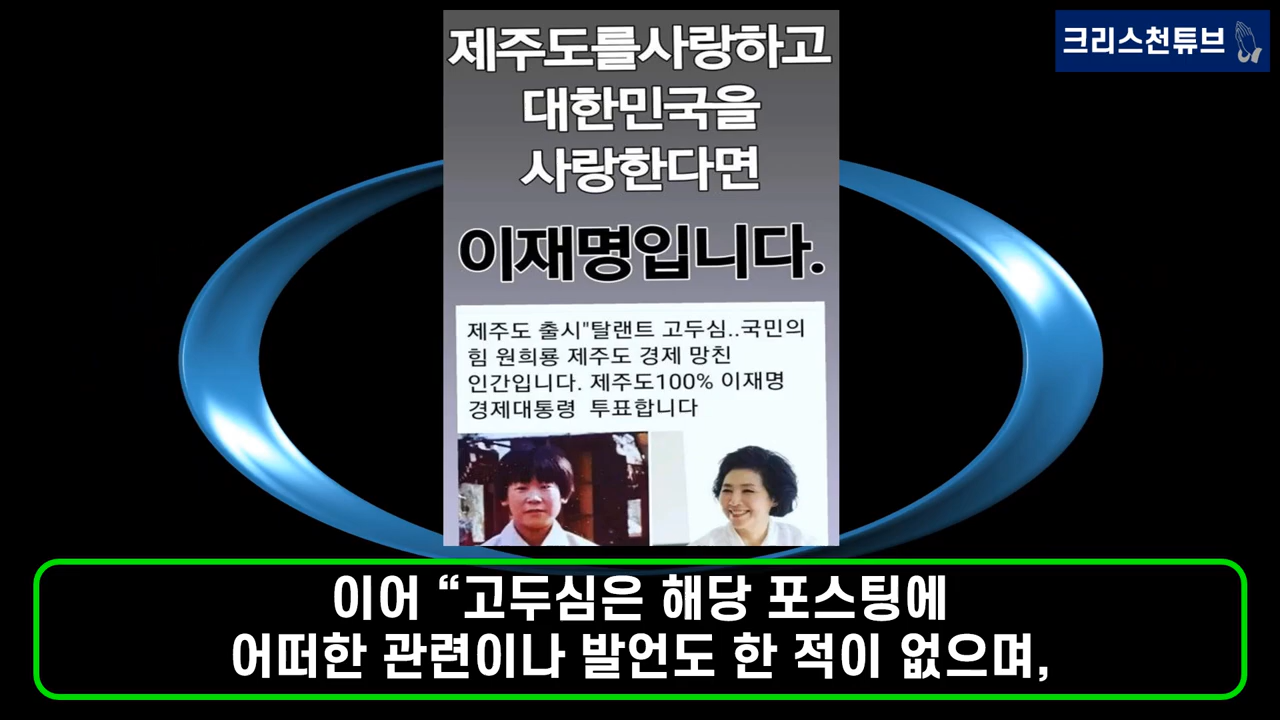 제주도를사랑하고
대한민국을
사랑한다면
이재명입니다.
제주도 출시"탈랜트 고두심..국민의
힘 원희룡 제주도 경제 망친
인간입니다. 제주도100% 이재명
경제대통령 투표합니다
크리스천튜브
이어 “고두심은 해당 포스팅에
어떠한 관련이나 발언도 한 적이 없으며,